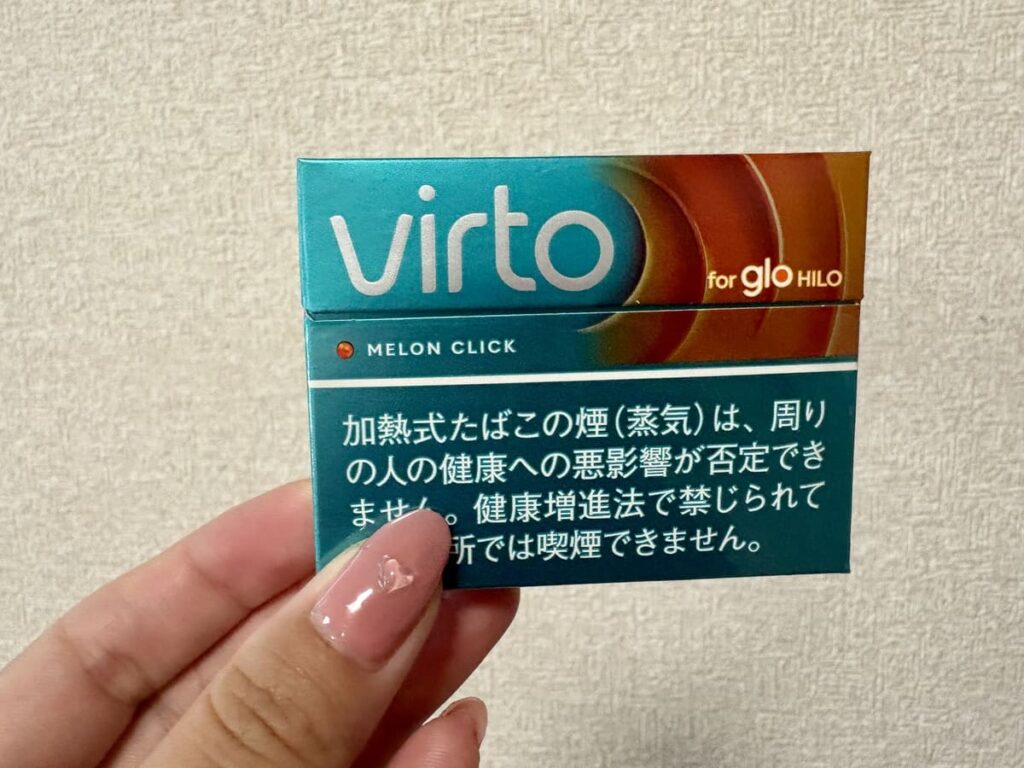 virto
for glo HILO
MELON CLICK
加熱式たばこの煙(蒸気)は、周り
の人の健康への悪影響が否定でき
ません。健康増進法で禁じられて
所では喫煙できません。